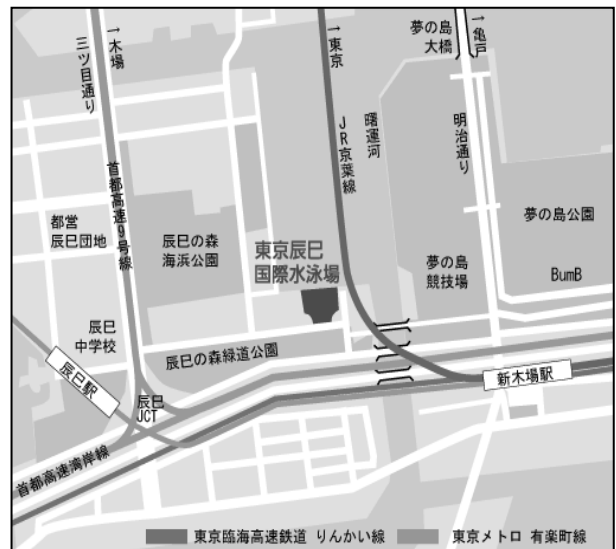 →木場
三ツ目通り
→東京
夢の島
大橋
→亀戸
首都高速9号線
JR京葉線
曙運河
明治通り
都営
辰巳団地
辰巳の森
海浜公園
東京辰巳
国際水泳場
夢の島
競技場
夢の島公園
BumB
辰巳
中学校
辰巳の森緑道公園
辰巳駅
辰巳
JCT
新木場駅
首都高速湾岸線
東京臨海高速鉄道 りんかい線
東京メトロ 有楽町線